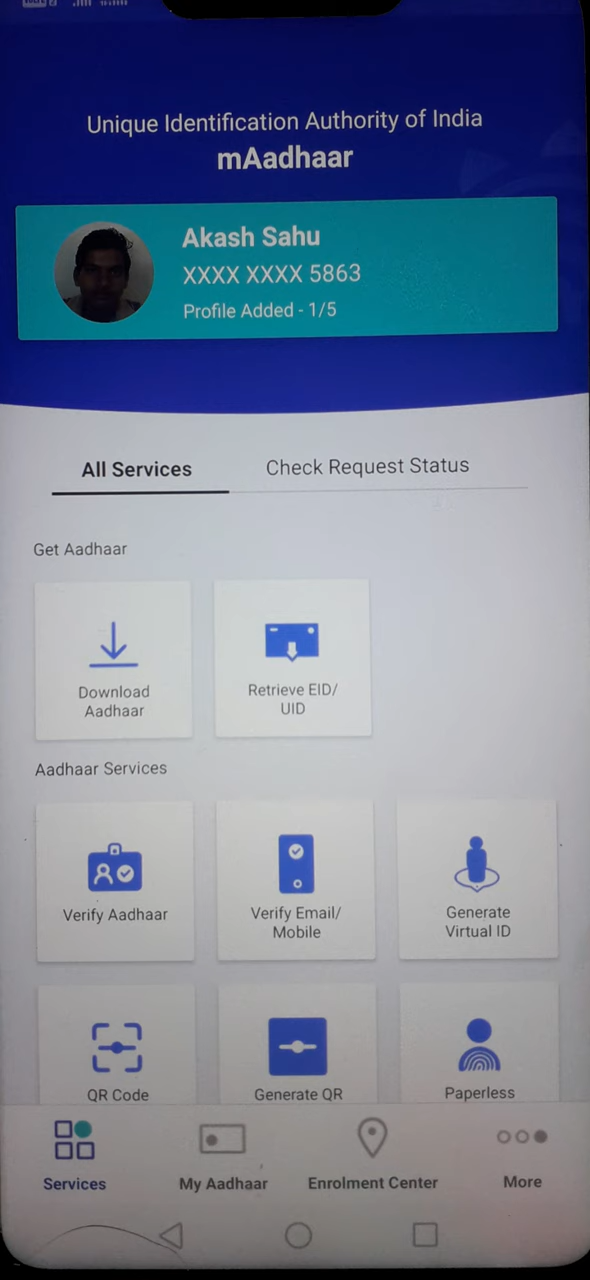 Unique Identification Authority of India
mAadhaar
Akash Sahu
XXXX XXXX 5863
Profile Added - 1/5
All Services
Check Request Status
Get Aadhaar
Download
Aadhaar
Retrieve EID/
UID
Aadhaar Services
Verify Aadhaar
Verify Email/
Mobile
Generate
Virtual ID
QR Code
Generate QR
Paperless
Services
My Aadhaar
Enrolment Center
More